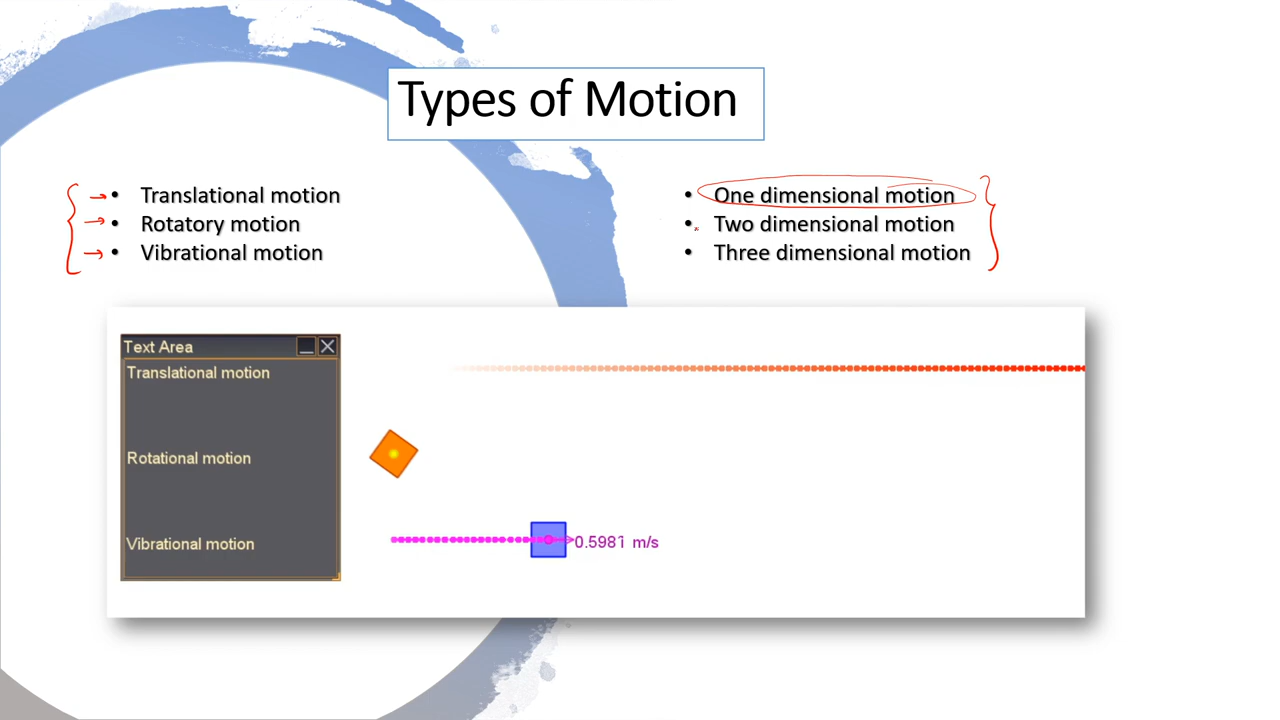 Types of Motion
• Translational motion
• Rotatory motion
• Vibrational motion
• One dimensional motion
• Two dimensional motion
• Three dimensional motion
Text Area
Translational motion
Rotational motion
Vibrational motion
0.5981 m/s